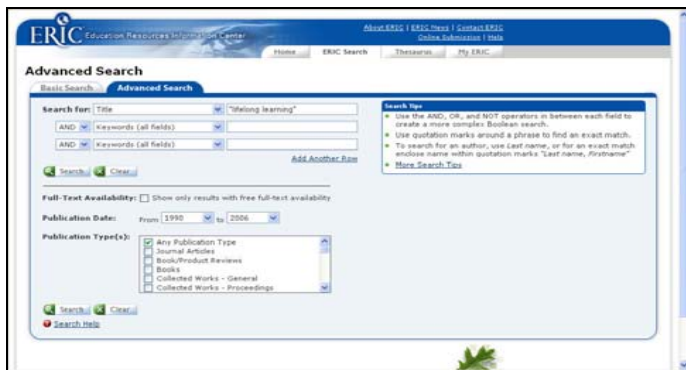 ERIC Education Resources Information Center
About ERIC | ERIC News | Contact ERIC
Online Submission | Help
Home ERIC Search Thesaurus My ERIC
Advanced Search
Basic Search Advanced Search
Search for: Title "lifelong learning"
AND Keywords (all fields)
AND Keywords (all fields)
Add Another Row
Search Clear
Full-Text Availability: Show only results with free full-text availability
Publication Date: From 1990 to 2006
Publication Type(s): Any Publication Type
Journal Articles
Book/Product Reviews
Books
Collected Works - General
Collected Works - Proceedings
Search Clear
Search Help
Search Tips
Use the AND, OR, and NOT operators in between each field to
create a more complex Boolean search.
Use quotation marks around a phrase to find an exact match.
To search for an author, use Last name, or for an exact match
enclose name within quotation marks "Last name, Firstname"
More Search Tips